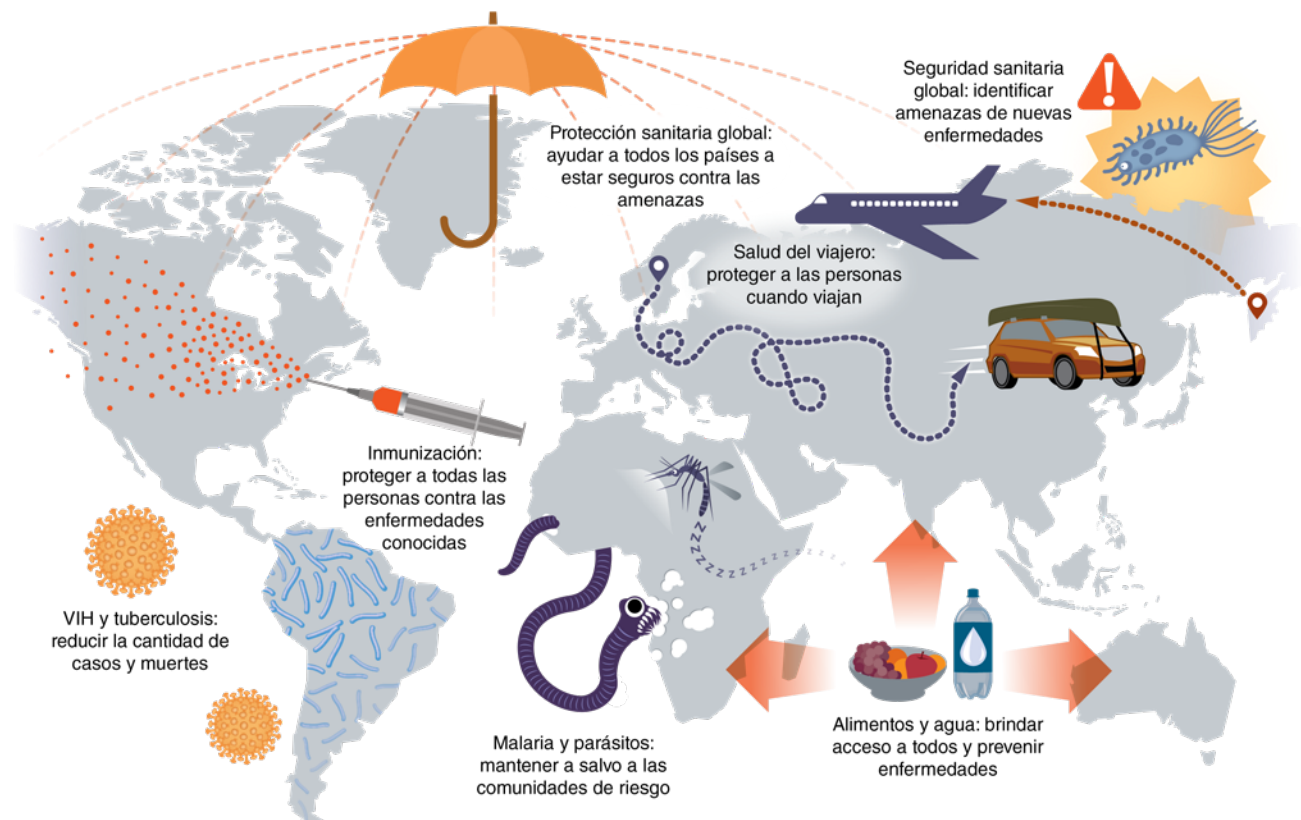 Seguridad sanitaria
global: identificar
amenazas de nuevas
enfermedades
Protección sanitaria global:
ayudar a todos los países a
estar seguros contra las
amenazas
Salud del viajero:
proteger a las personas
cuando viajan
Inmunización:
proteger a todas las
personas contra las
enfermedades
conocidas
VIH y tuberculosis:
reducir la cantidad de
casos y muertes
Malaria y parásitos:
mantener a salvo a las
comunidades de riesgo
Alimentos y agua: brindar
acceso a todos y prevenir
enfermedades